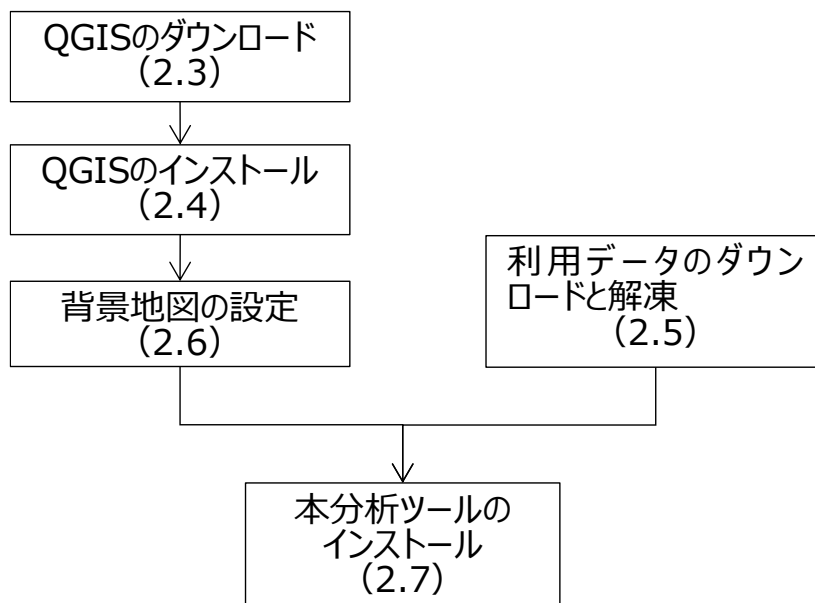 QGISのダウンロード
（2.3）
QGISのインストール
（2.4）
背景地図の設定
（2.6）
利用データのダウン
ロードと解凍
（2.5）
本分析ツールの
インストール
（2.7）